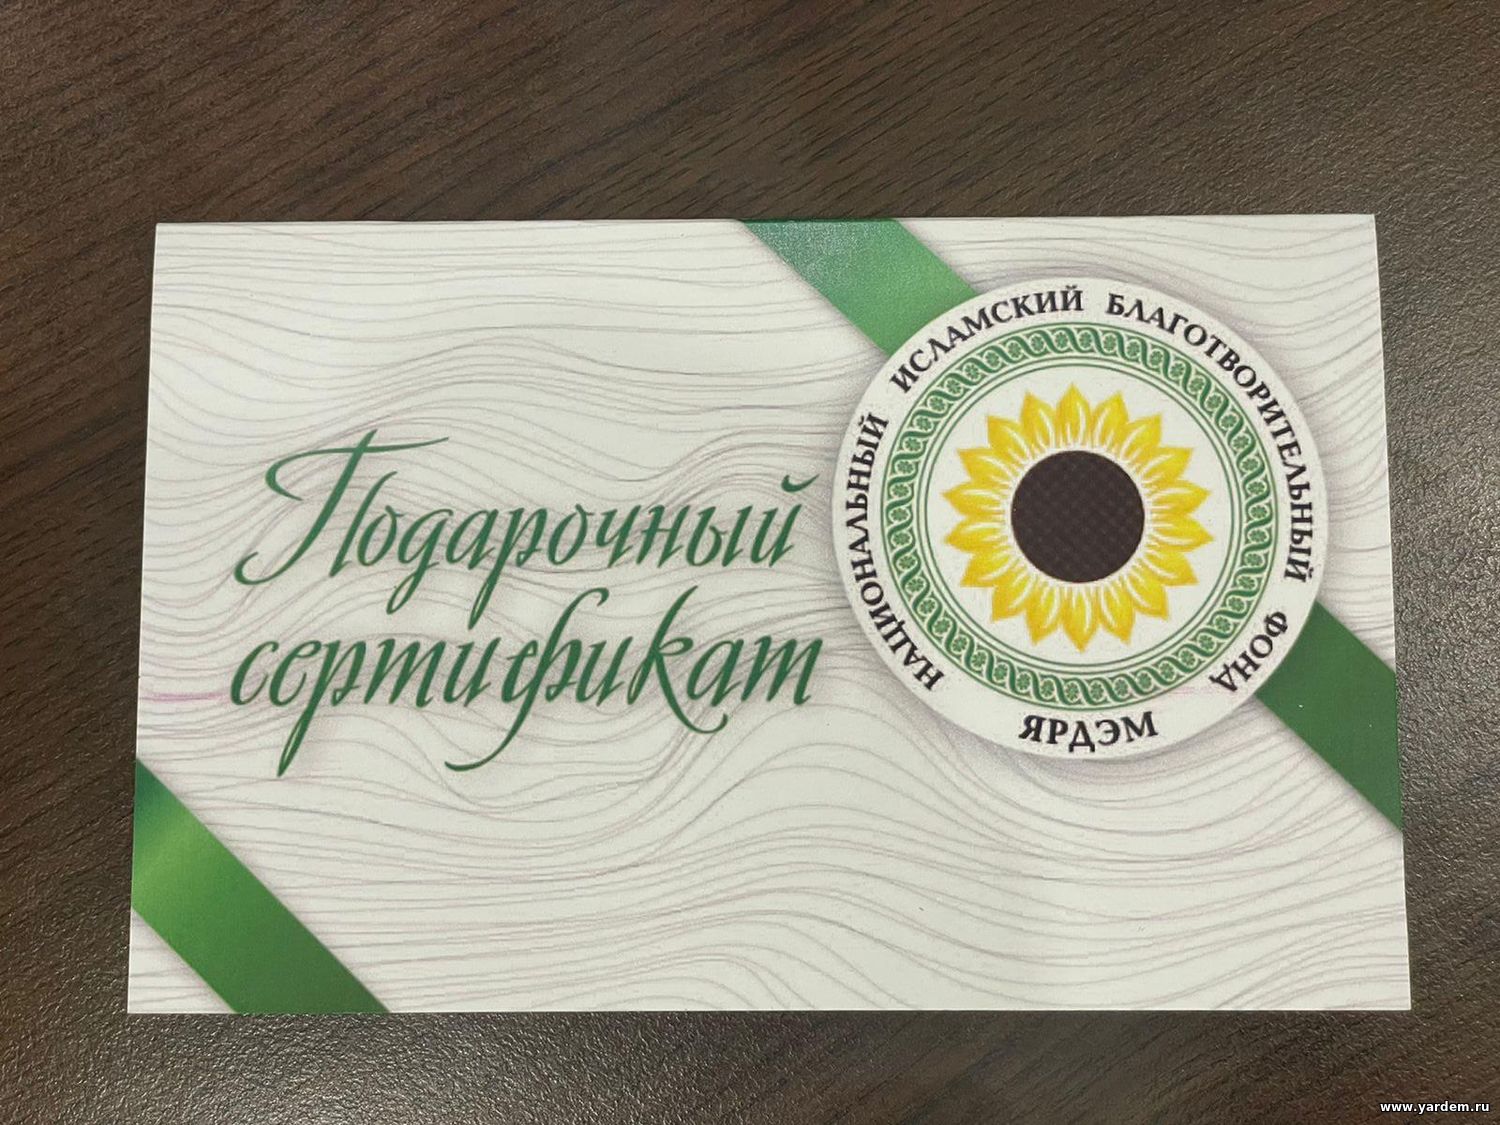 Подарочный
сертификат
НАЦИОНАЛЬНЫЙ ИСЛАМСКИЙ БЛАГОТВОРИТЕЛЬНЫЙ ФОНД
ЯРДЭМ
www.yardem.ru